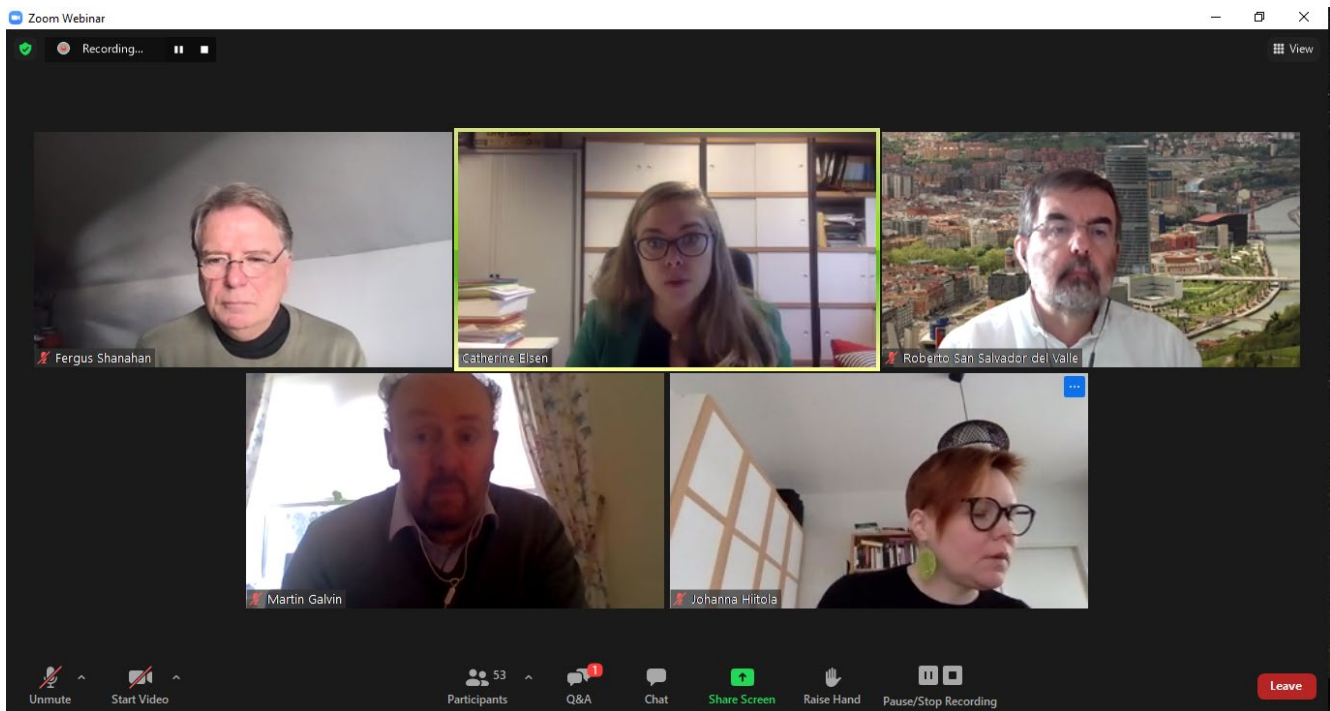 Zoom Webinar
Recording...
View
Fergus Shanahan
Catherine Elsen
Roberto San Salvador del Valle
Martin Galvin
Johanna Hiitola
Unmute
Start Video
53
Participants
1
Q&A
Chat
Share Screen
Raise Hand
Pause/Stop Recording
Leave